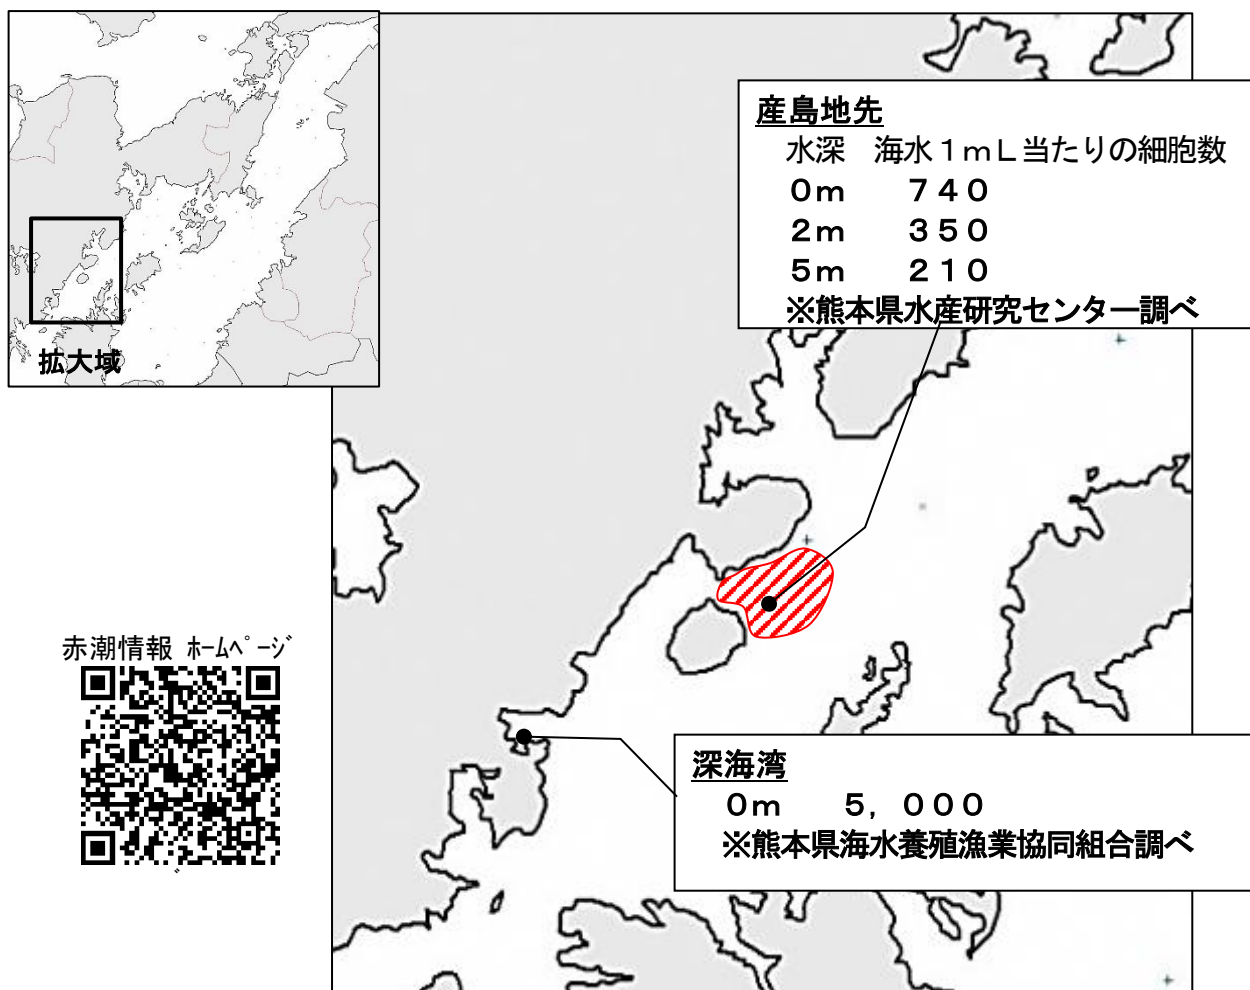 産島地先
水深　海水１ｍＬ当たりの細胞数
０ｍ　７４０
２ｍ　３５０
５ｍ　２１０
※熊本県水産研究センター調べ
拡大域
赤潮情報 ﾎｰﾑﾍﾟｰｼﾞ
深海湾
０ｍ　５，０００
※熊本県海水養殖漁業協同組合調べ